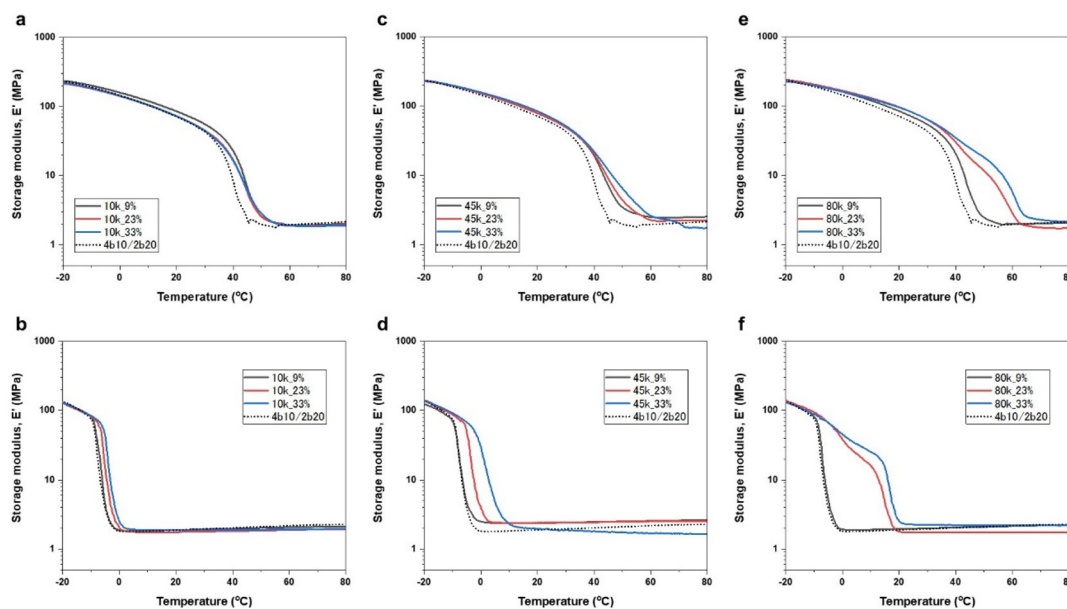 a
1000
100
10
1
Storage modulus, E' (MPa)
10k_9%
10k_23%
10k_33%
4b10/2b20
-20 0 20 40 60 80
Temperature (°C)
c
1000
100
10
1
Storage modulus, E' (MPa)
45k_9%
45k_23%
45k_33%
4b10/2b20
-20 0 20 40 60 80
Temperature (°C)
e
1000
100
10
1
Storage modulus, E' (MPa)
80k_9%
80k_23%
80k_33%
4b10/2b20
-20 0 20 40 60 80
Temperature (°C)
b
1000
100
10
1
Storage modulus, E' (MPa)
10k_9%
10k_23%
10k_33%
4b10/2b20
-20 0 20 40 60 80
Temperature (°C)
d
1000
100
10
1
Storage modulus, E' (MPa)
45k_9%
45k_23%
45k_33%
4b10/2b20
-20 0 20 40 60 80
Temperature (°C)
f
1000
100
10
1
Storage modulus, E' (MPa)
80k_9%
80k_23%
80k_33%
4b10/2b20
-20 0 20 40 60 80
Temperature (°C)